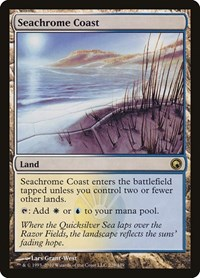 Seachrome Coast
Land
Seachrome Coast enters the battlefield
tapped unless you control two or fewer
other lands.
: Add or to your mana pool.
Where the Quicksilver Sea laps over the
Razor Fields, the landscape reflects the suns'
fading hope.
Lars Grant-West